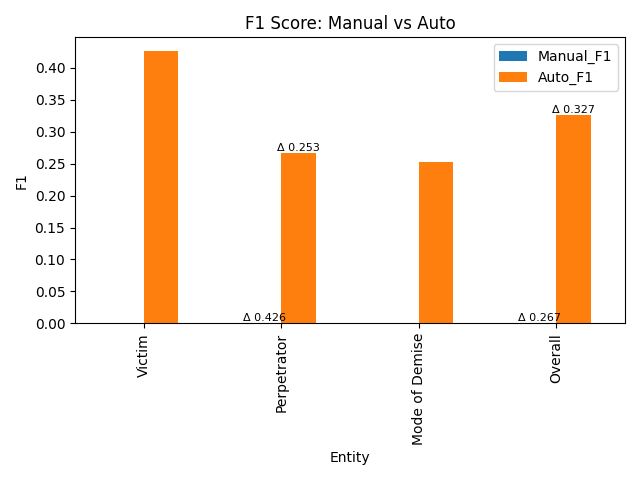 F1 Score: Manual vs Auto
Manual_F1
Auto_F1
Δ 0.327
Δ 0.253
Δ 0.426
Δ 0.267
F1
0.40
0.35
0.30
0.25
0.20
0.15
0.10
0.05
0.00
Victim
Perpetrator
Mode of Demise
Overall
Entity